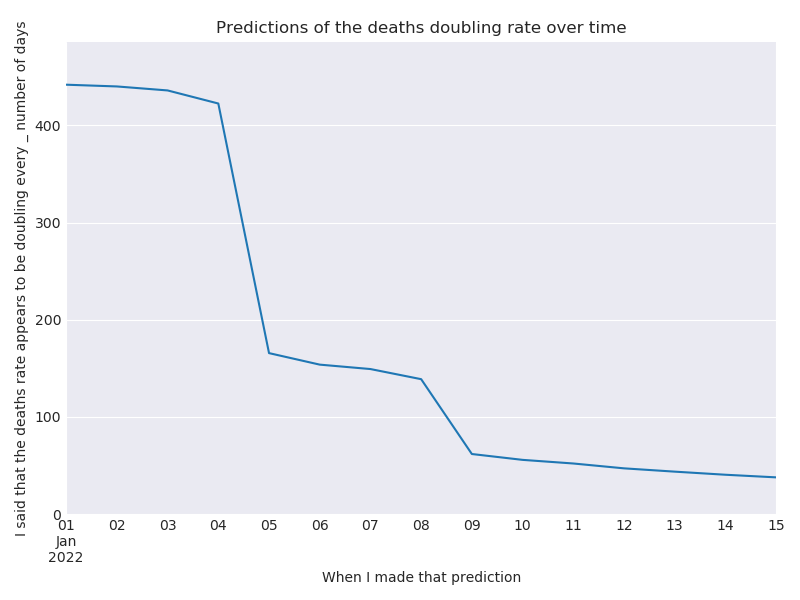 Predictions of the deaths doubling rate over time
I said that the deaths rate appears to be doubling every _ number of days
400
300
200
100
0
01 02 03 04 05 06 07 08 09 10 11 12 13 14 15
Jan
2022
When I made that prediction